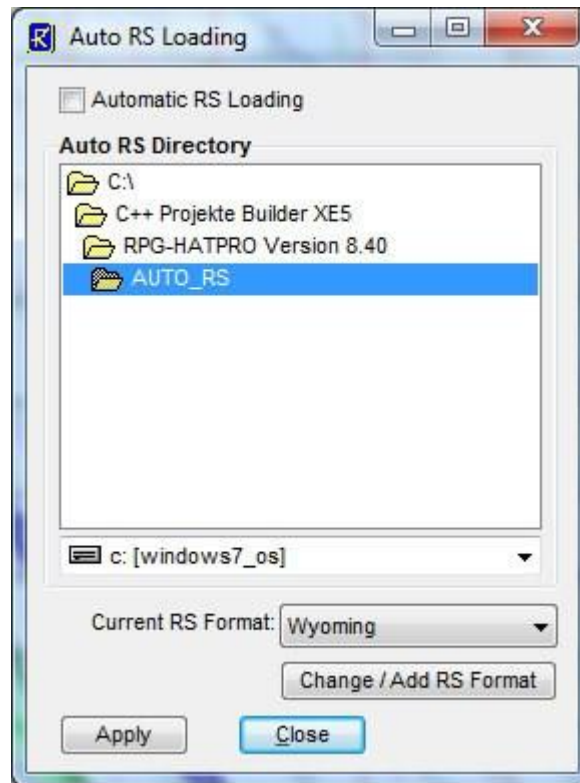 Auto RS Loading
Automatic RS Loading
Auto RS Directory
C:\
C++ Projekte Builder XE5
RPG-HATPRO Version 8.40
AUTO_RS
c: [windows7_os]
Current RS Format: Wyoming
Change / Add RS Format
Apply Close